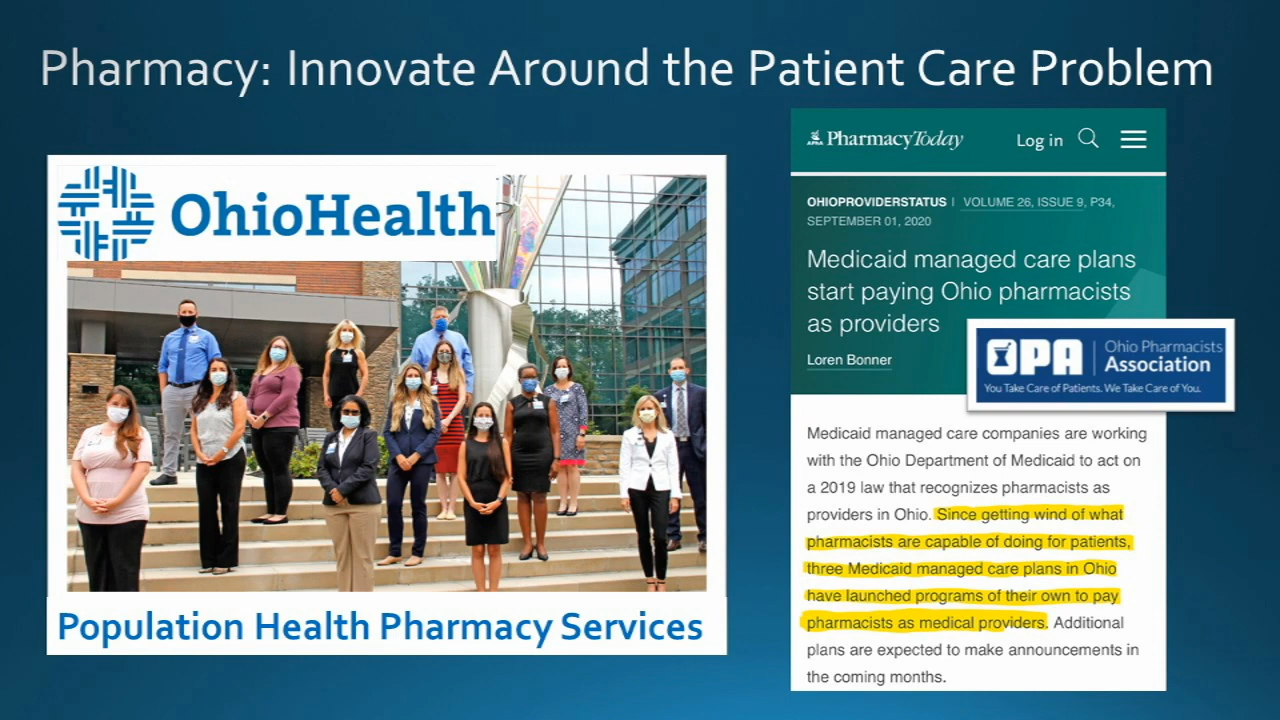 Pharmacy: Innovate Around the Patient Care Problem
OhioHealth
Population Health Pharmacy Services
APhA PharmacyToday
Log in
OHIOPROVIDERSTATUS | VOLUME 26, ISSUE 9, P34,
SEPTEMBER 01, 2020
Medicaid managed care plans
start paying Ohio pharmacists
as providers
Loren Bonner
OPA | Ohio Pharmacists
Association
You Take Care of Patients. We Take Care of You.
Medicaid managed care companies are working
with the Ohio Department of Medicaid to act on
a 2019 law that recognizes pharmacists as
providers in Ohio. Since getting wind of what
pharmacists are capable of doing for patients,
three Medicaid managed care plans in Ohio
have launched programs of their own to pay
pharmacists as medical providers. Additional
plans are expected to make announcements in
the coming months.